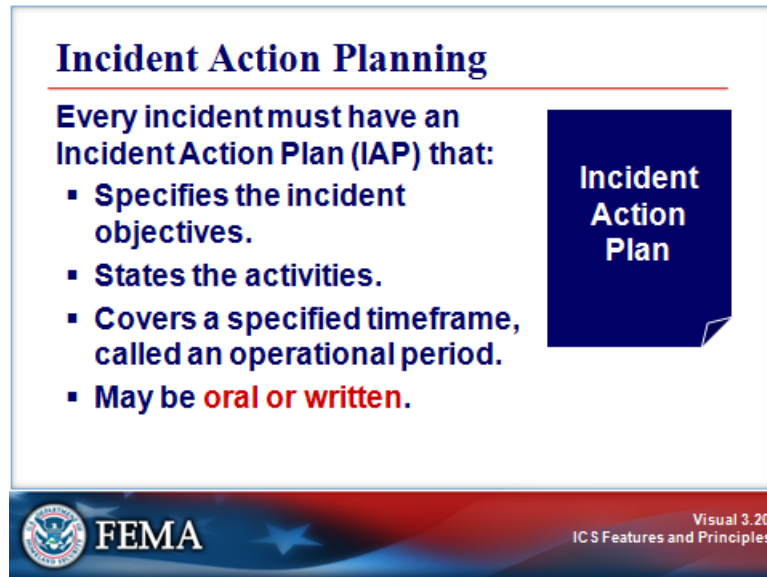 Incident Action Planning
Every incident must have an
Incident Action Plan (IAP) that:
▪ Specifies the incident
objectives.
▪ States the activities.
▪ Covers a specified timeframe,
called an operational period.
▪ May be oral or written.
Incident
Action
Plan
FEMA
Visual 3.20
ICS Features and Principles